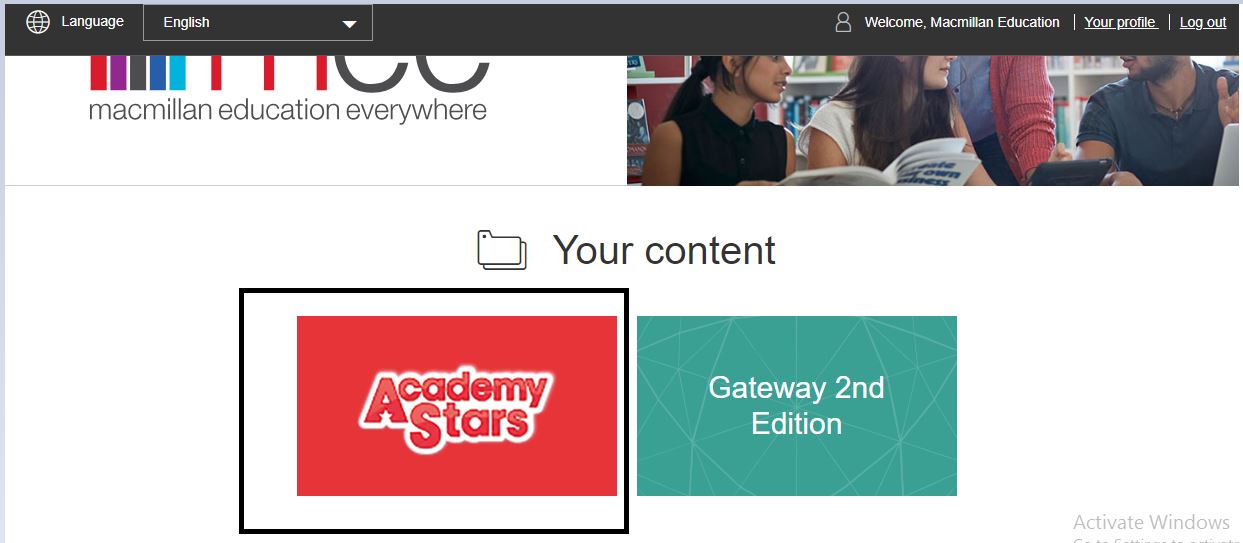 Language English Welcome, Macmillan Education Your profile Log out
macmillan education everywhere
Your content
Academy
Stars
Gateway 2nd
Edition
Activate Windows